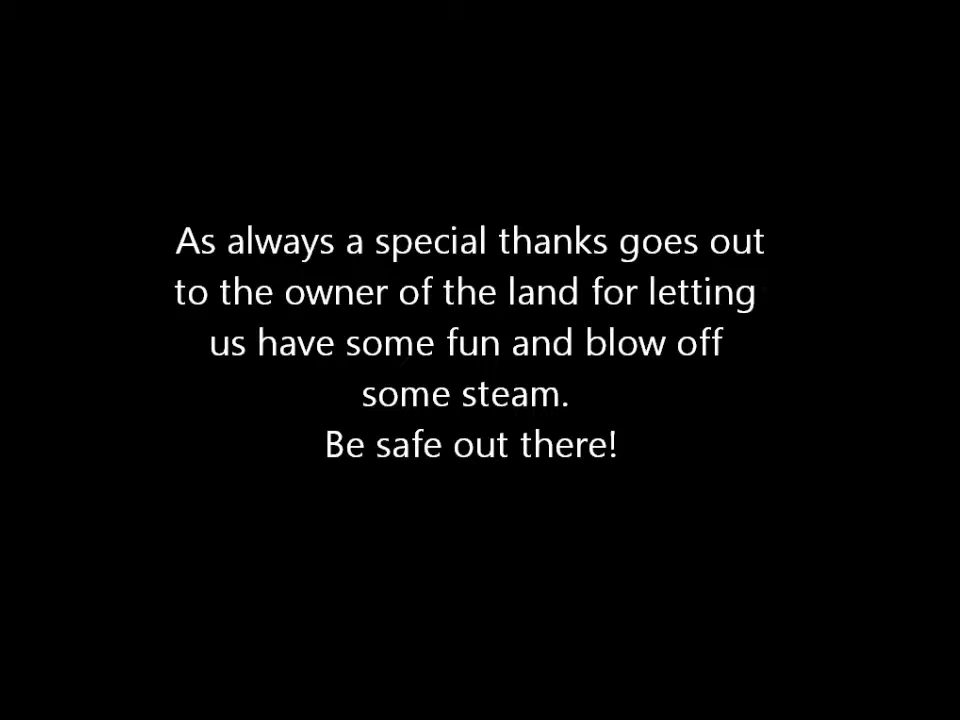 As always a special thanks goes out
to the owner of the land for letting
us have some fun and blow off
some steam.
Be safe out there!